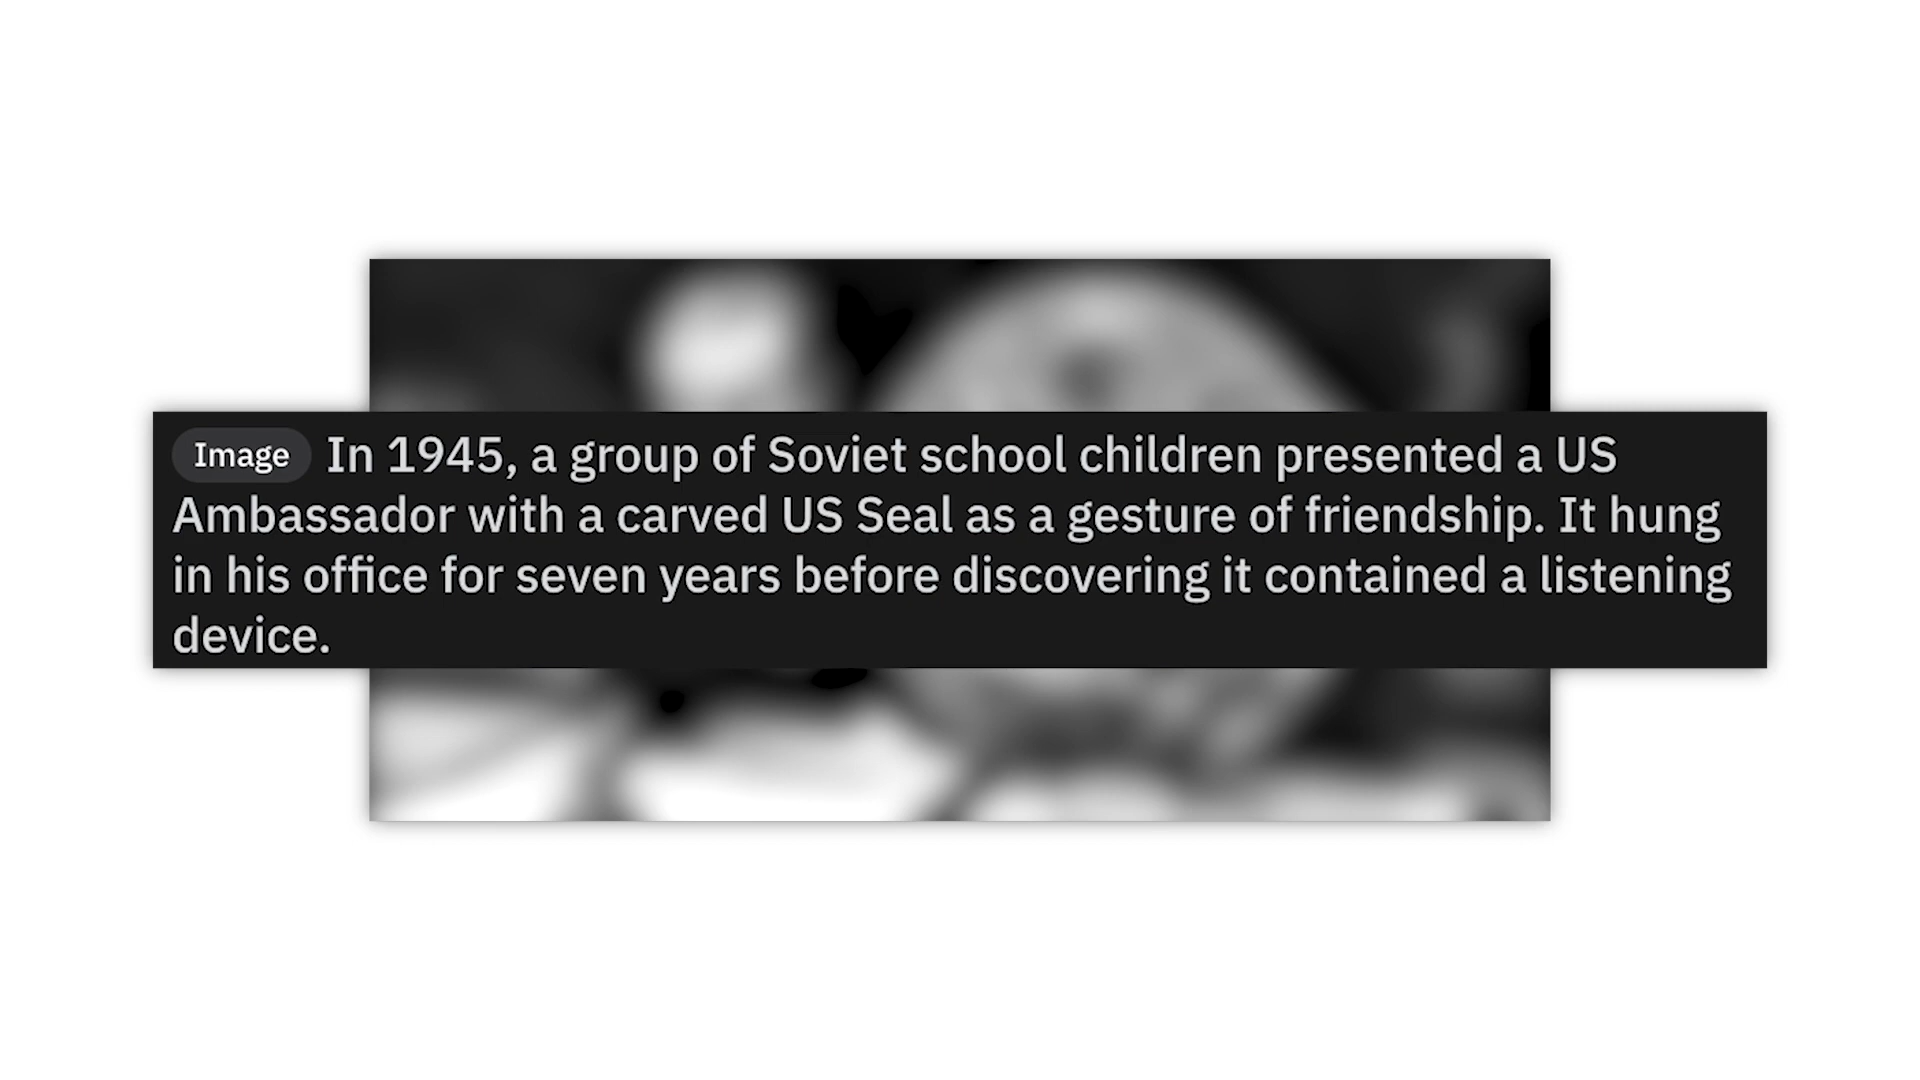 Image In 1945, a group of Soviet school children presented a US
Ambassador with a carved US Seal as a gesture of friendship. It hung
in his office for seven years before discovering it contained a listening
device.